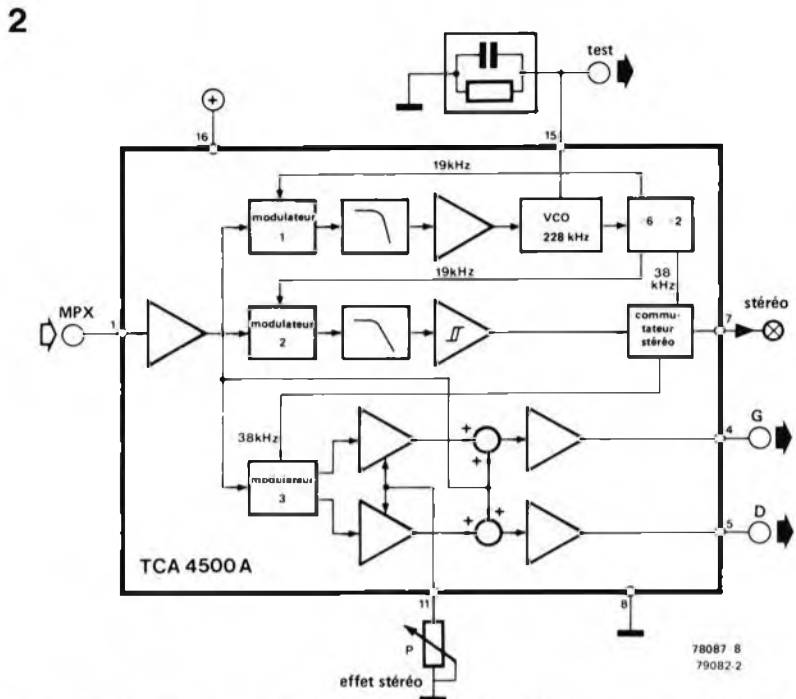 2
test
+
16
15
19kHz
modulateur
1
VCO
228 kHz
÷6 ÷2
19kHz
38
kHz
MPX
1
modulateur
2
commu-
tateur
stéréo
7
stéréo
38kHz
modulateur
3
+
+
+
+
G
4
D
5
TCA 4500A
11
8
P
effet stéréo
78087-8
79082-2